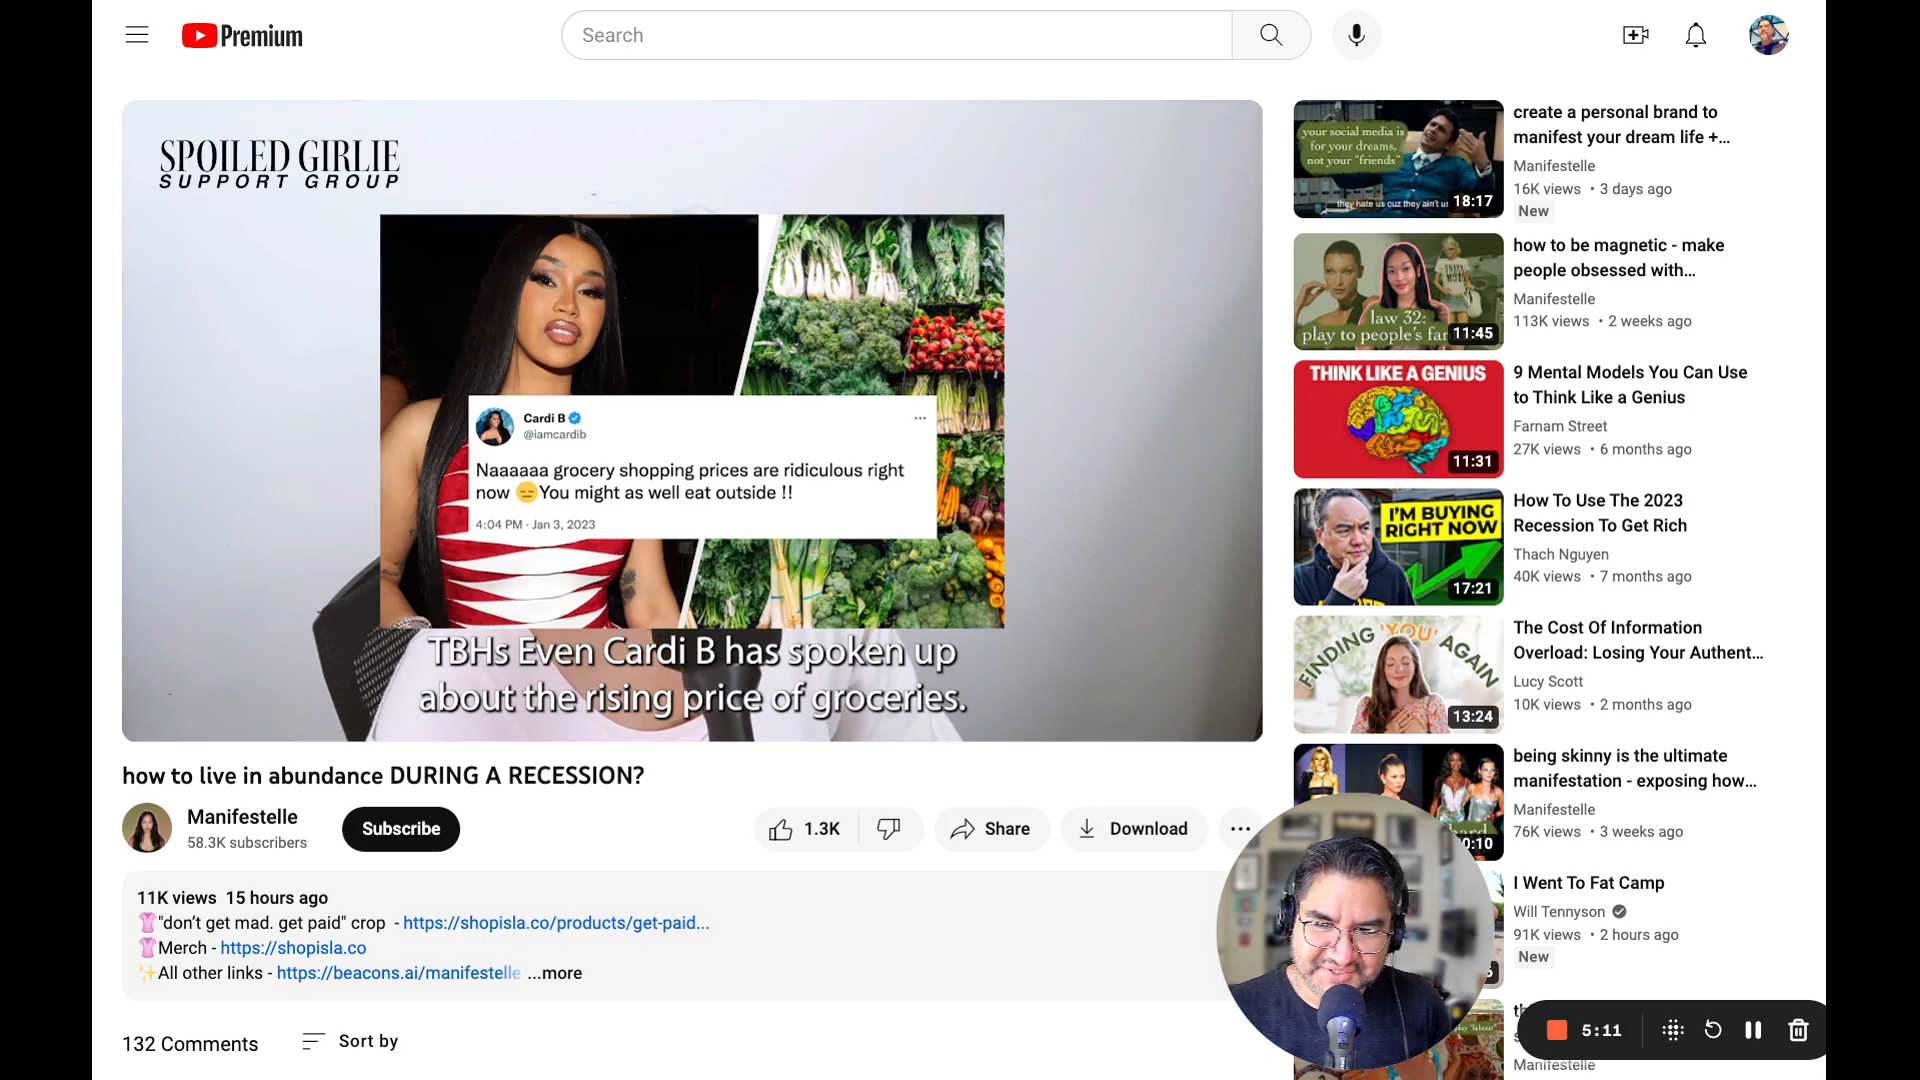 Premium
Search
SPOILED GIRLIE
SUPPORT GROUP
Cardi B
@iamcardib
Naaaaaa grocery shopping prices are ridiculous right
now 😑You might as well eat outside !!
4:04 PM · Jan 3, 2023
TBHs Even Cardi B has spoken up
about the rising price of groceries.
how to live in abundance DURING A RECESSION?
Manifestelle
58.3K subscribers
Subscribe
1.3K
Share
Download
11K views 15 hours ago
👚"don't get mad. get paid" crop - https://shopisla.co/products/get-paid...
👚Merch - https://shopisla.co
✨All other links - https://beacons.ai/manifestelle ...more
132 Comments
Sort by
your social media is
for your dreams,
not your "friends"
they hate us cuz they ain't us
18:17
create a personal brand to
manifest your dream life +...
Manifestelle
16K views • 3 days ago
New
law 32:
play to people's fan
11:45
how to be magnetic - make
people obsessed with...
Manifestelle
113K views • 2 weeks ago
THINK LIKE A GENIUS
11:31
9 Mental Models You Can Use
to Think Like a Genius
Farnam Street
27K views • 6 months ago
I'M BUYING
RIGHT NOW
17:21
How To Use The 2023
Recession To Get Rich
Thach Nguyen
40K views • 7 months ago
FINDING 'YOU' AGAIN
13:24
The Cost Of Information
Overload: Losing Your Authent...
Lucy Scott
10K views • 2 months ago
0:10
being skinny is the ultimate
manifestation - exposing how...
Manifestelle
76K views • 3 weeks ago
I Went To Fat Camp
Will Tennyson
91K views • 2 hours ago
New
5:11
Manifestelle